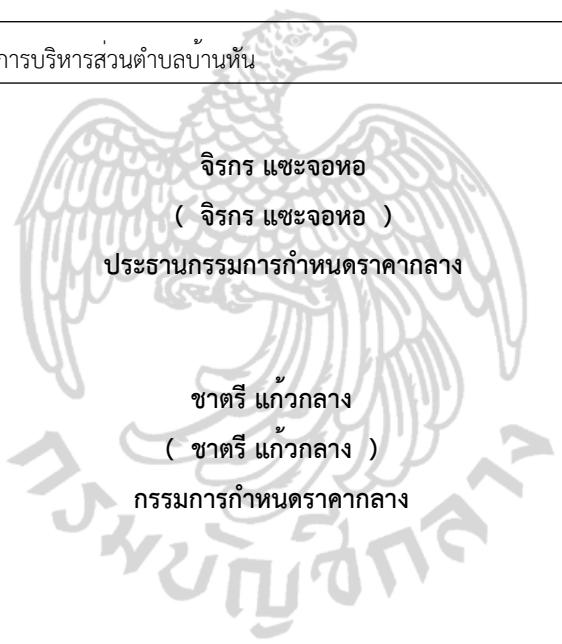 การบริหารส่วนตำบลบ้านหัน
จิรกร แซะจอหอ
( จิรกร แซะจอหอ )
ประธานกรรมการกำหนดราคากลาง
ชาตรี แก้วกลาง
( ชาตรี แก้วกลาง )
กรรมการกำหนดราคากลาง
กรมบัญชีกลาง